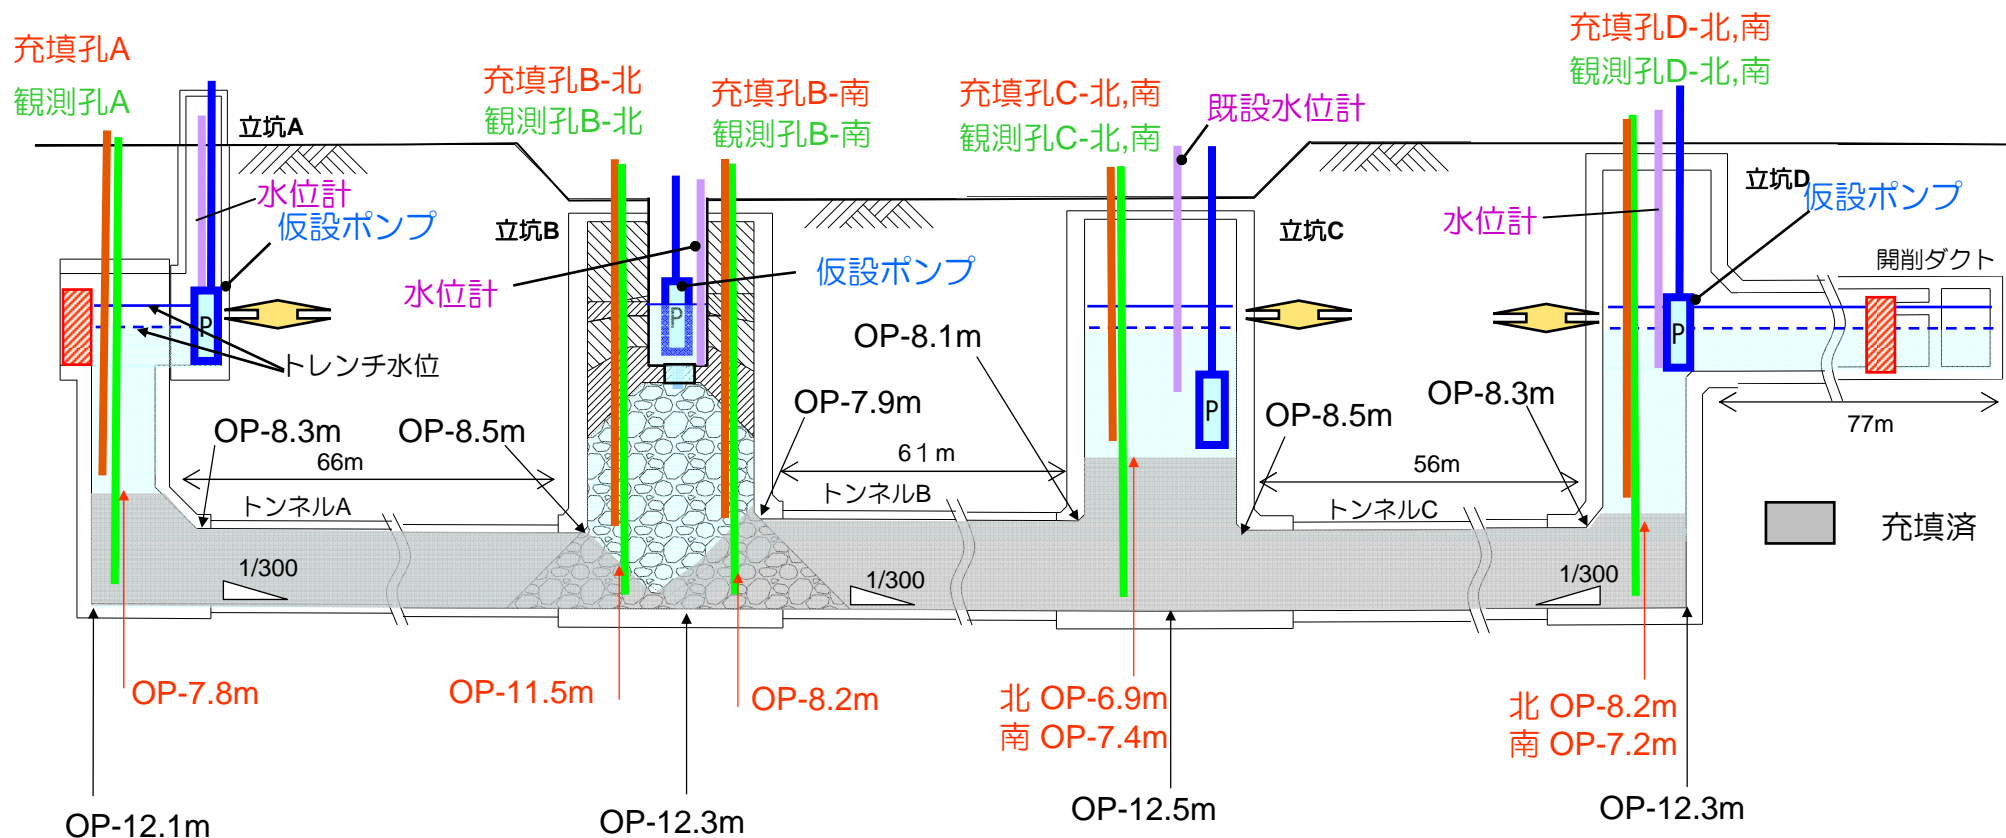 充填孔A
観測孔A
立坑A
水位計
仮設ポンプ
P
トレンチ水位
充填孔B-北
観測孔B-北
充填孔B-南
観測孔B-南
立坑B
水位計
仮設ポンプ
P
充填孔C-北,南
観測孔C-北,南
既設水位計
立坑C
P
充填孔D-北,南
観測孔D-北,南
立坑D
仮設ポンプ
水位計
P
開削ダクト
77m
OP-8.3m
OP-8.5m
66m
トンネルA
1/300
OP-8.1m
OP-7.9m
61m
トンネルB
1/300
OP-8.5m
OP-8.3m
56m
トンネルC
1/300
充填済
OP-7.8m
OP-11.5m
OP-8.2m
北 OP-6.9m
南 OP-7.4m
北 OP-8.2m
南 OP-7.2m
OP-12.1m
OP-12.3m
OP-12.5m
OP-12.3m